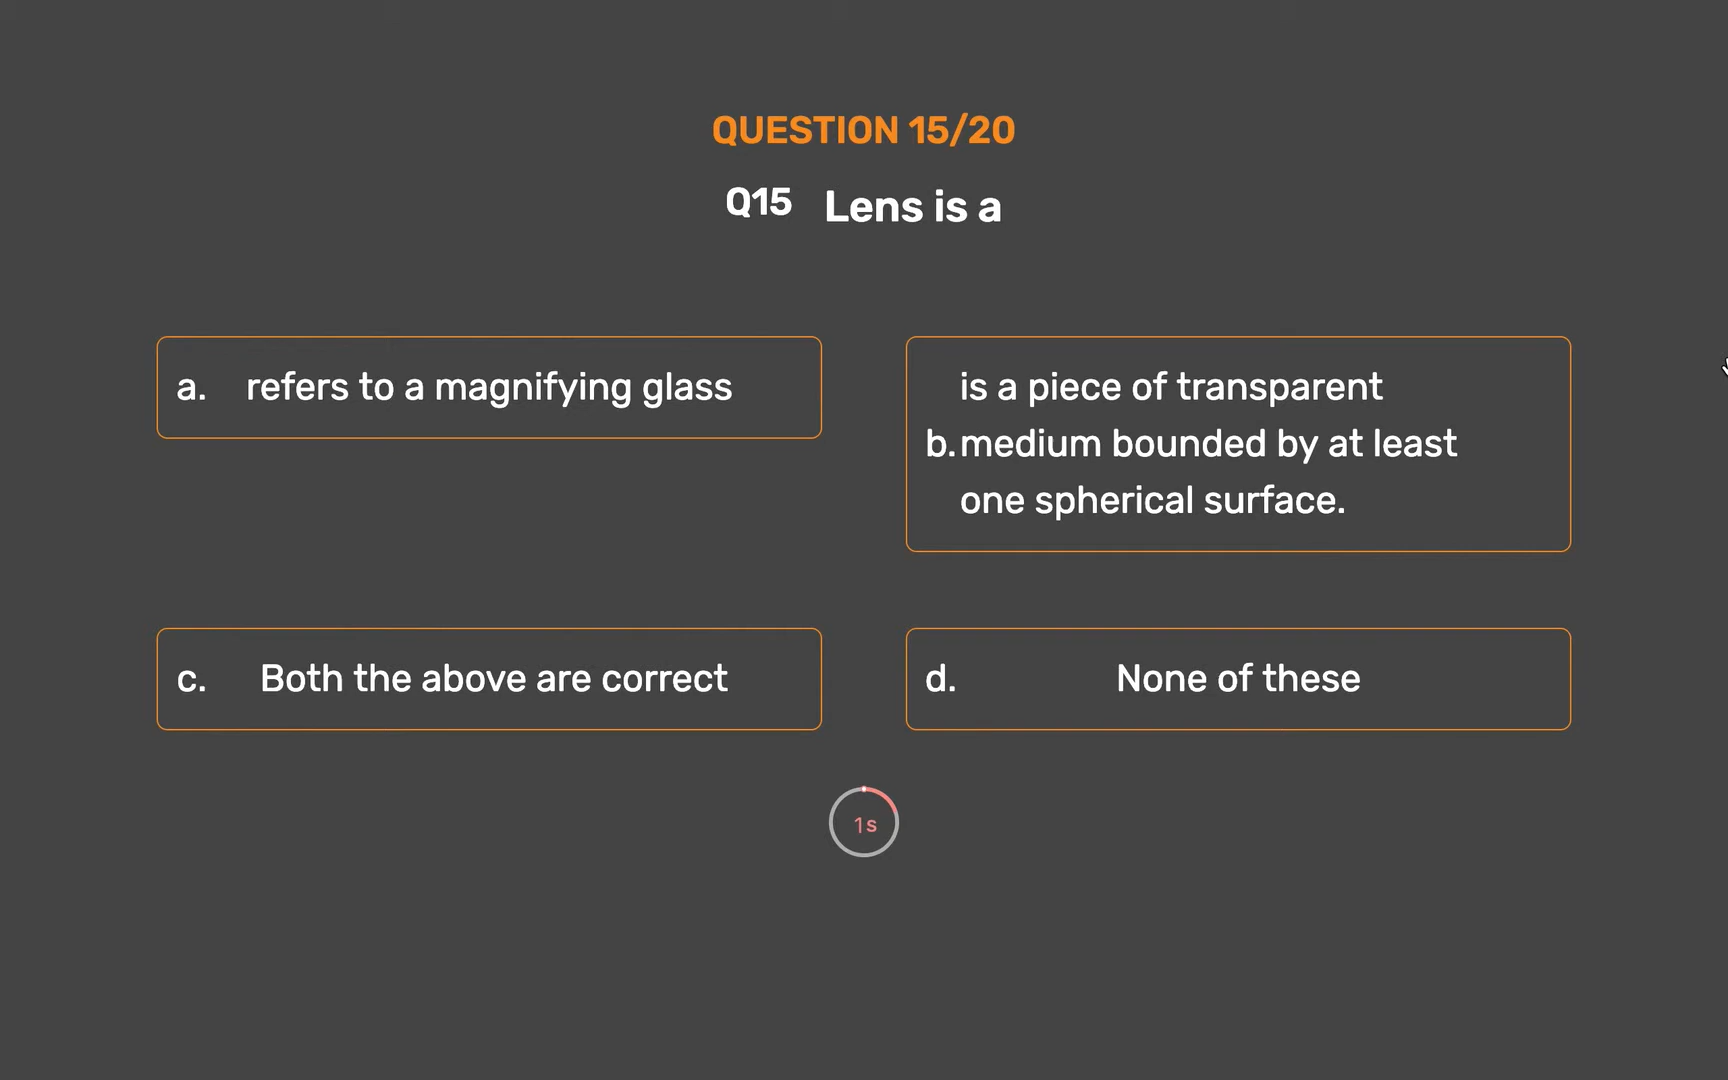 QUESTION 15/20
Q15 Lens is a
a. refers to a magnifying glass
is a piece of transparent
b. medium bounded by at least
one spherical surface.
c. Both the above are correct
d. None of these
1s